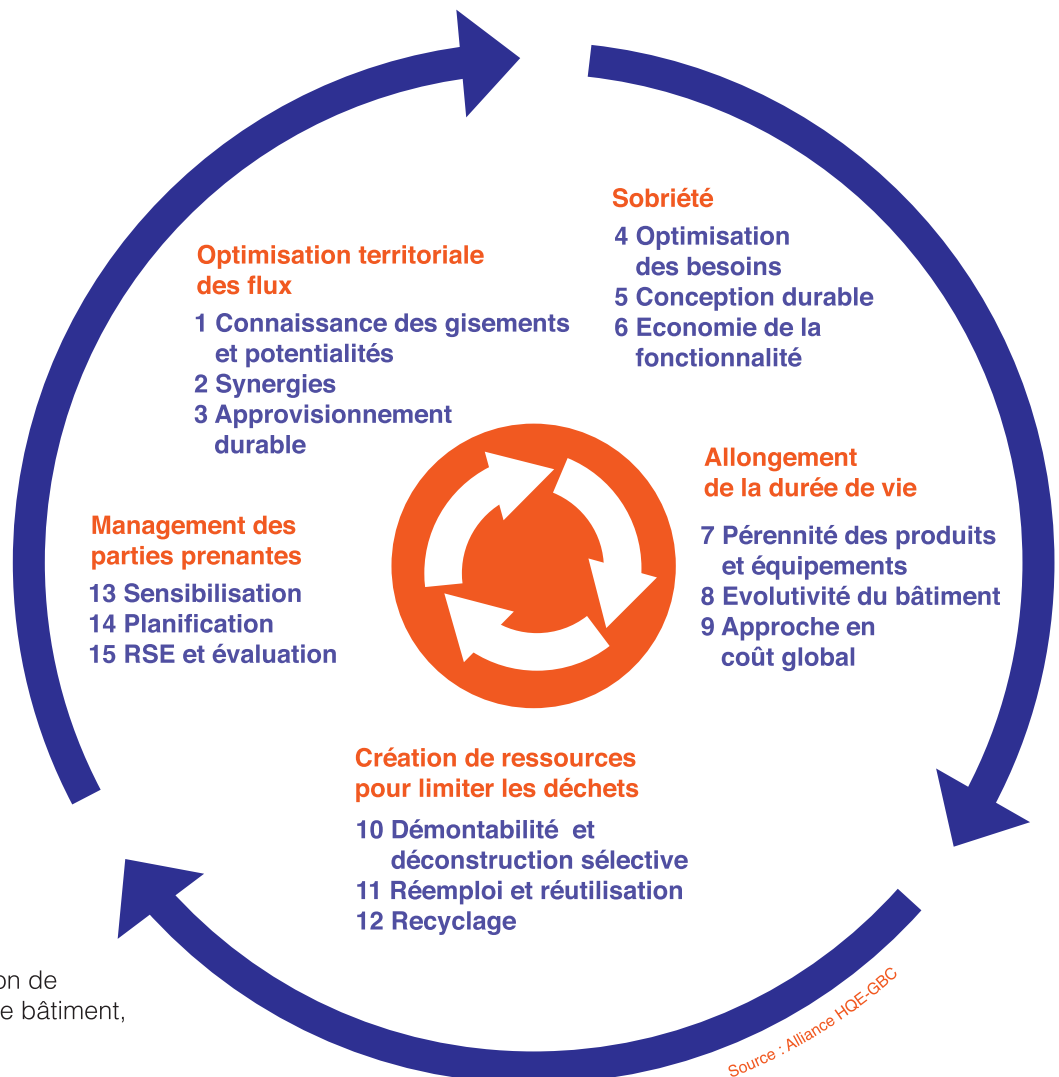 Optimisation territoriale
des flux
1 Connaissance des gisements
et potentialités
2 Synergies
3 Approvisionnement
durable
Sobriété
4 Optimisation
des besoins
5 Conception durable
6 Economie de la
fonctionnalité
Allongement
de la durée de vie
7 Pérennité des produits
et équipements
8 Evolutivité du bâtiment
9 Approche en
coût global
Création de ressources
pour limiter les déchets
10 Démontabilité et
déconstruction sélective
11 Réemploi et réutilisation
12 Recyclage
Management des
parties prenantes
13 Sensibilisation
14 Planification
15 RSE et évaluation
on de
e bâtiment,
Source : Alliance HQE-GBC